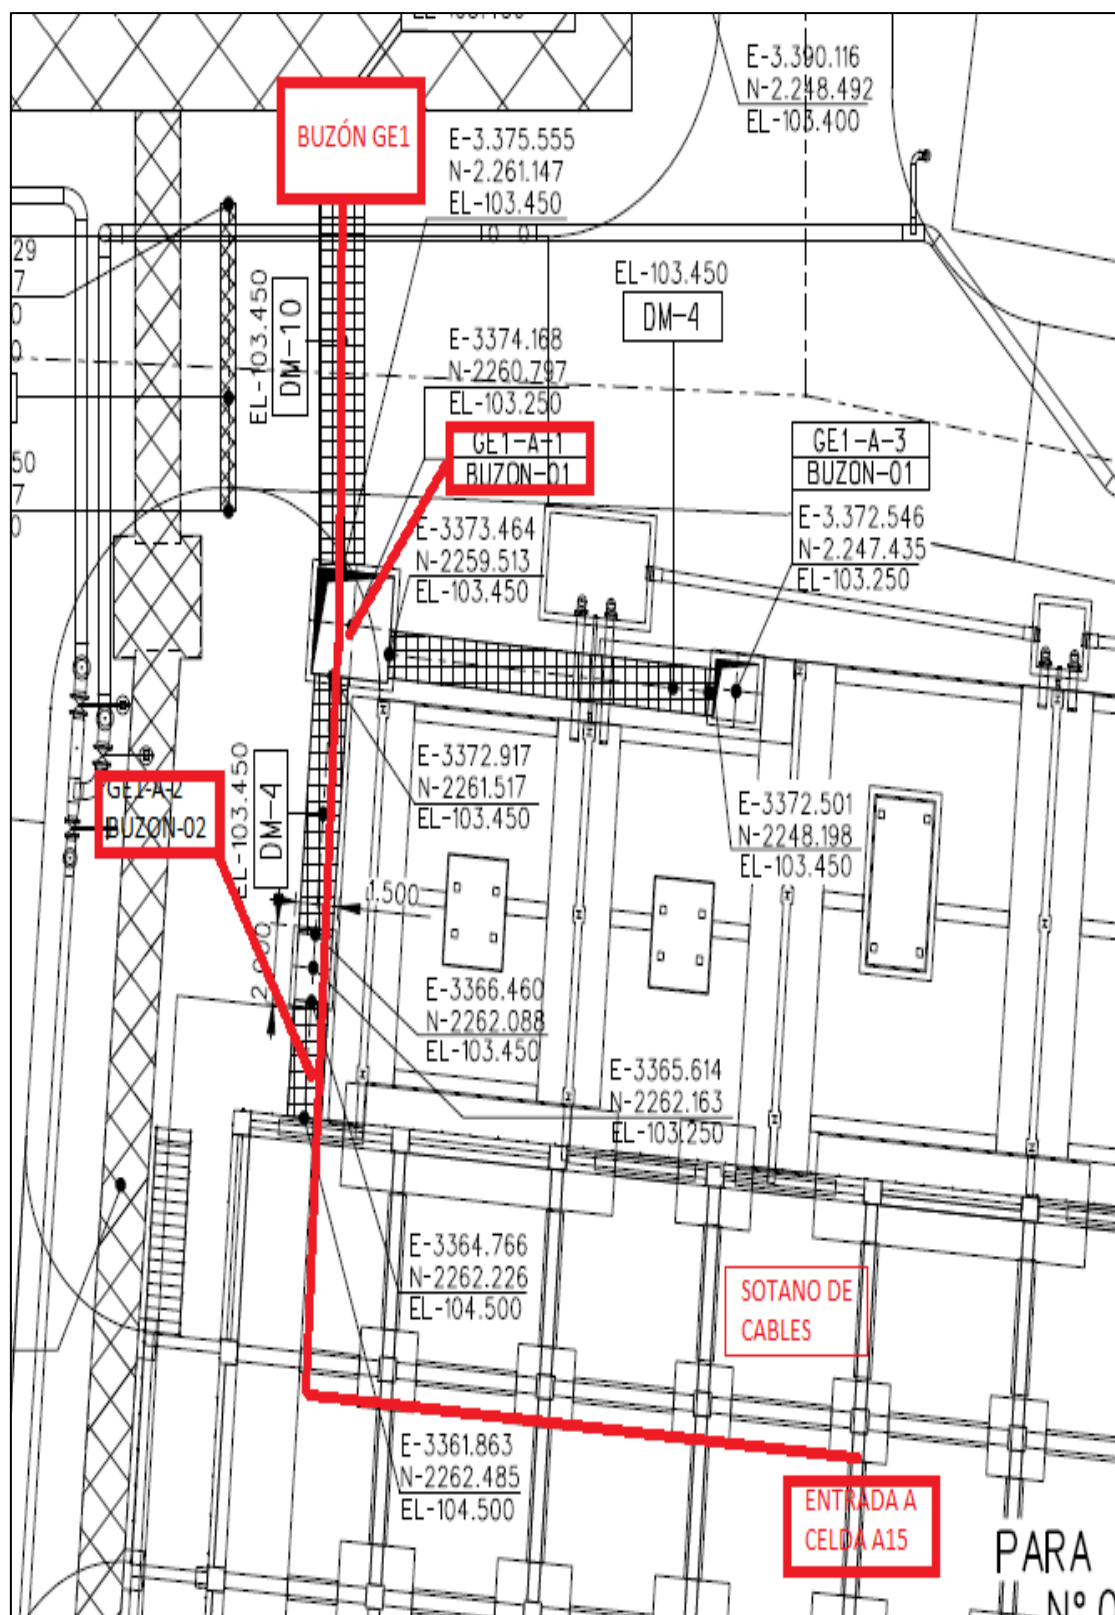 E-3.390.116
N-2.248.492
EL-103.400
BUZÓN GE1
E-3.375.555
N-2.261.147
EL-103.450
29
7
0
0
EL-103.450
DM-10
EL-103.450
DM-4
E-3374.168
N-2260.797
EL-103.250
GE1-A-1
BUZON-01
GE1-A-3
BUZON-01
50
7
0
E-3373.464
N-2259.513
EL-103.450
E-3.372.546
N-2.247.435
EL-103.250
E-3372.917
N-2261.517
EL-103.450
GE1-A-2
BUZON-02
EL-103.450
DM-4
E-3372.501
N-2248.198
EL-103.450
1.500
E-3366.460
N-2262.088
EL-103.450
E-3365.614
N-2262.163
EL-103.250
E-3364.766
N-2262.226
EL-104.500
SOTANO DE
CABLES
E-3361.863
N-2262.485
EL-104.500
ENTRADA A
CELDA A15
PARA